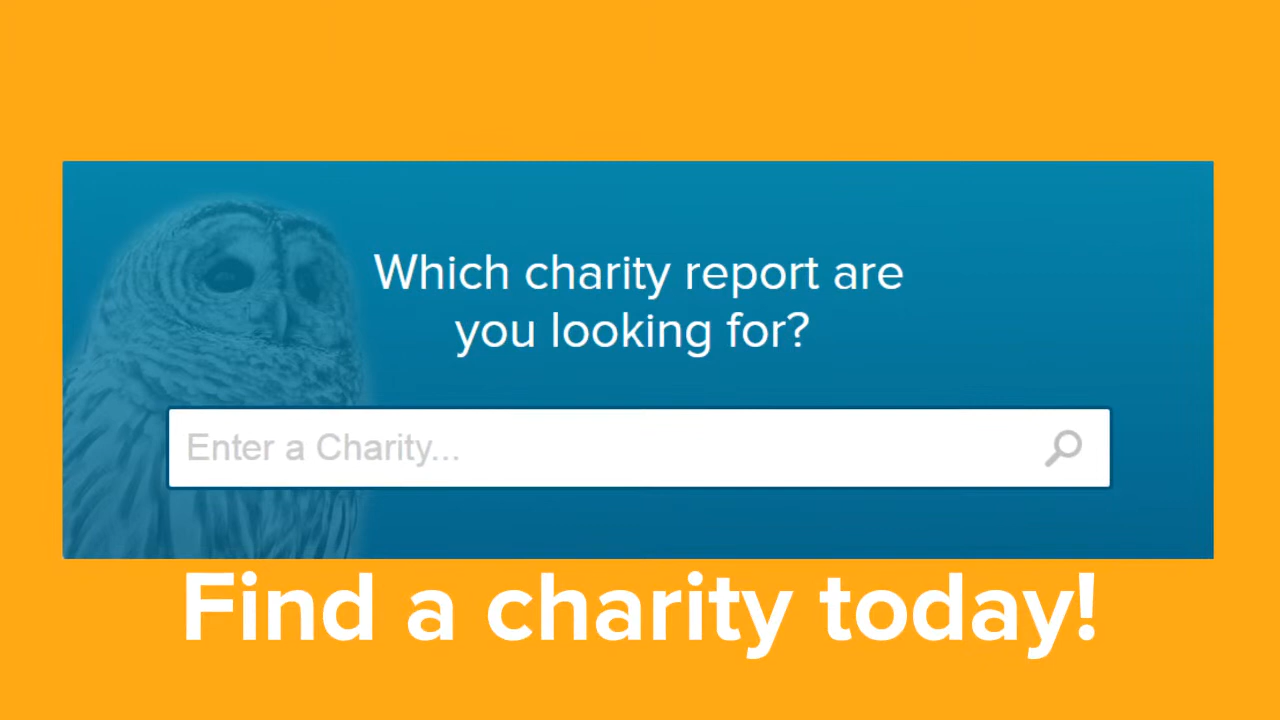 Which charity report are
you looking for?
Enter a Charity...
Find a charity today!